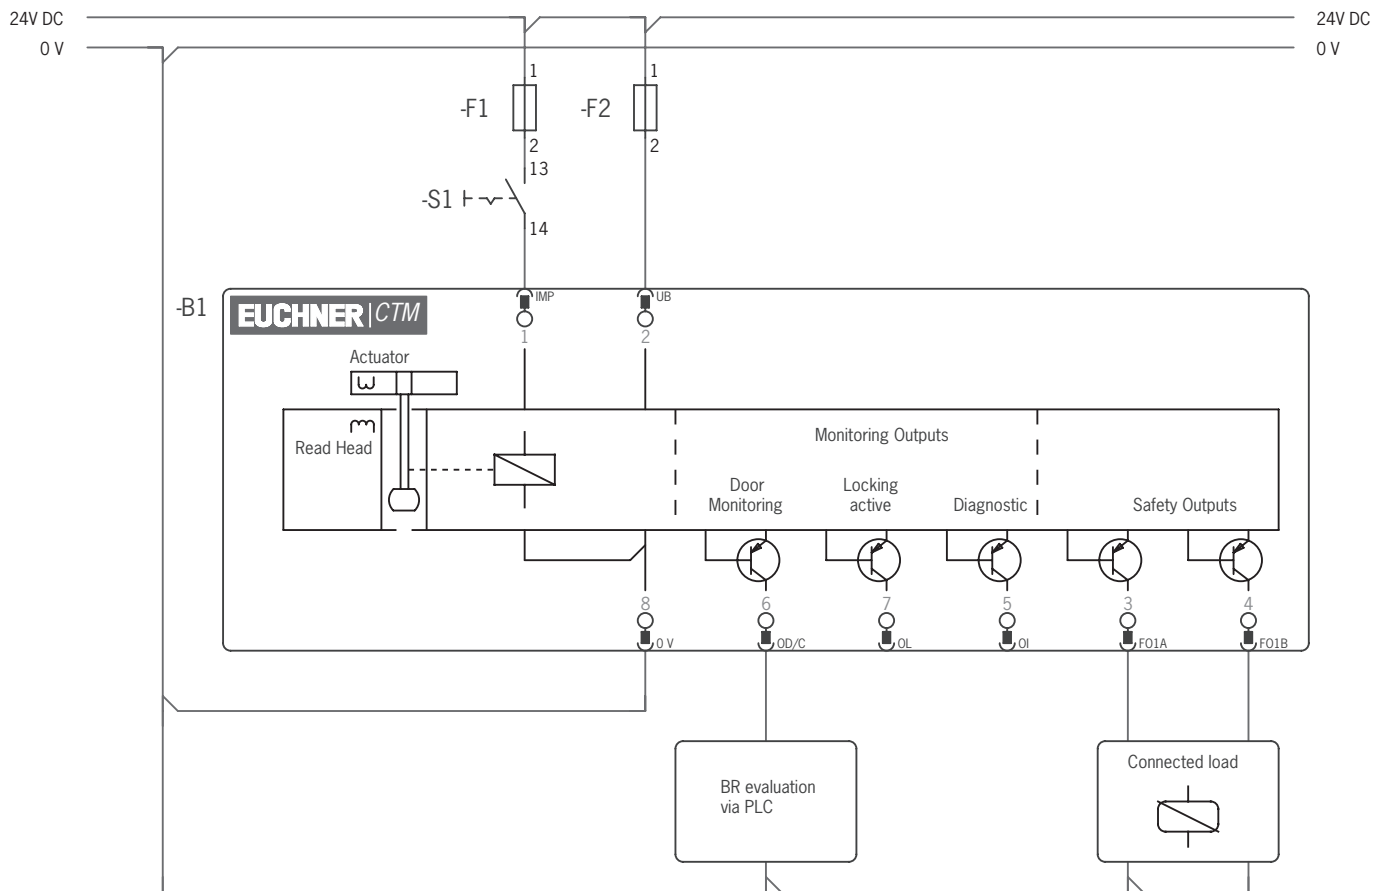 24V DC
24V DC
0 V
0 V
1
1
-F1
-F2
2
2
13
-S1
14
-B1
EUCHNER CTM
IMP
UB
1
2
Actuator
Read Head
Monitoring Outputs
Door
Monitoring
Locking
active
Diagnostic
Safety Outputs
8
6
7
5
3
4
0 V
OD/C
OL
OI
FO1A
FO1B
BR evaluation
via PLC
Connected load